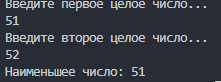 Введите первое целое число...
51
Введите второе целое число...
52
Наименьшее число: 51